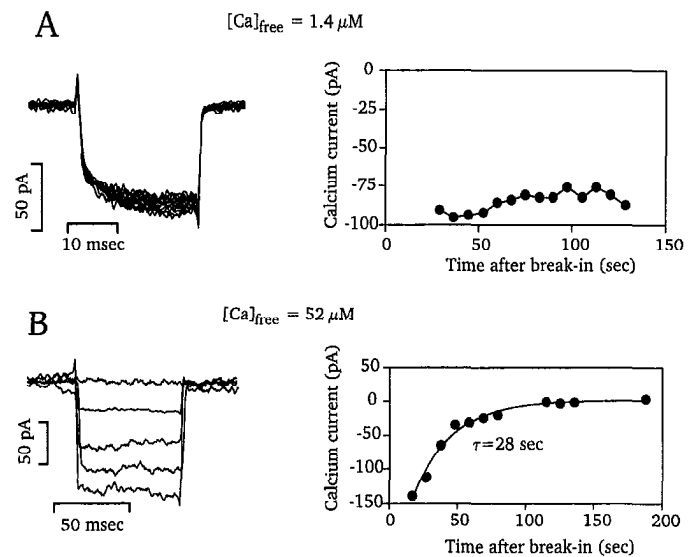 A
[Ca]free = 1.4 µM
50 pA
10 msec
Calcium current (pA)
0
-25
-50
-75
-100
0 50 100 150
Time after break-in (sec)
B
[Ca]free = 52 µM
50 pA
50 msec
Calcium current (pA)
50
0
-50
-100
-150
τ=28 sec
0 50 100 150 200
Time after break-in (sec)